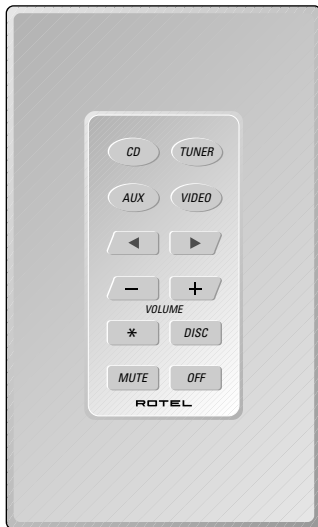 CD TUNER
AUX VIDEO
◀ ▶
− +
VOLUME
* DISC
MUTE OFF
ROTEL